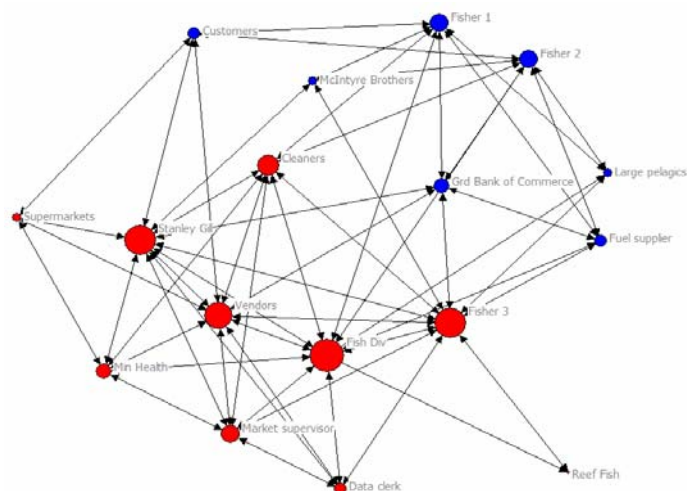 Fisher 1
Customers
Fisher 2
McIntyre Brothers
Cleaners
Large pelagics
Grd Bank of Commerce
Supermarkets
Stanley Gil
Fuel supplier
Vendors
Fisher 3
Fish Div
Min Health
Market supervisor
Reef Fish
Data clerk